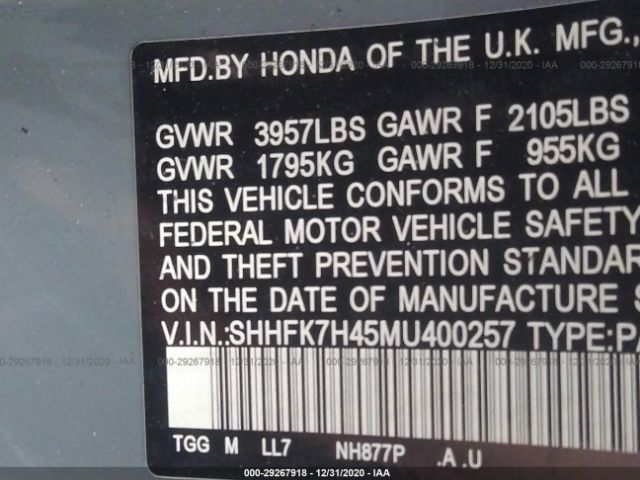 MFD.BY HONDA OF THE U.K. MFG.,
GVWR 3957LBS GAWR F 2105LBS
GVWR 1795KG GAWR F 955KG
THIS VEHICLE CONFORMS TO ALL
FEDERAL MOTOR VEHICLE SAFETY
AND THEFT PREVENTION STANDAR
ON THE DATE OF MANUFACTURE
V.I.N.:SHHFK7H45MU400257 TYPE:PA
TGG M LL7 NH877P .A .U
000-29267918 - 12/31/2020 - IAA